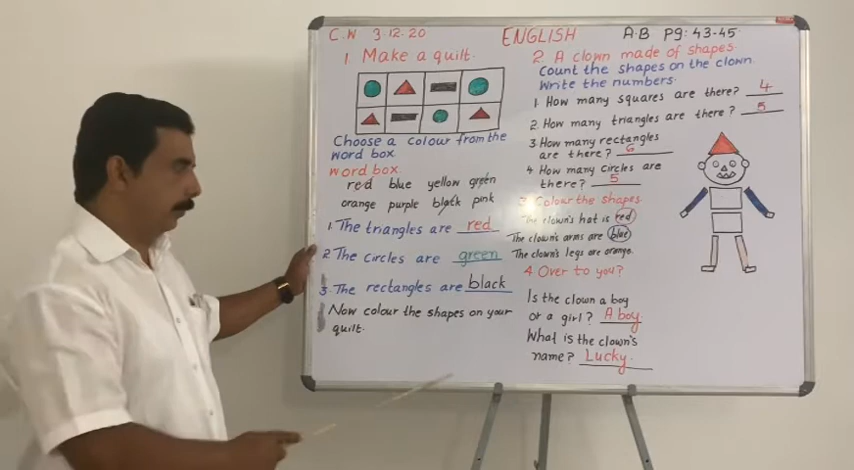 C.W 3.12.20 ENGLISH A.B Pg: 43-45
1. Make a quilt.
Choose a colour from the
word box
word box.
red blue yellow green
orange purple black pink
1. The triangles are red
2. The circles are green
3. The rectangles are black
Now colour the shapes on your
quilt.
2. A clown made of shapes.
Count the shapes on the clown.
Write the numbers.
1. How many squares are there? 4
2. How many triangles are there? 5
3 How many rectangles
are there? 6
4 How many circles are
there? 5
3 Colour the shapes
The clown's hat is red
The clown's arms are blue
The clown's legs are orange.
4. Over to you?
Is the clown a boy
or a girl? A boy.
What is the clown's
name? Lucky.